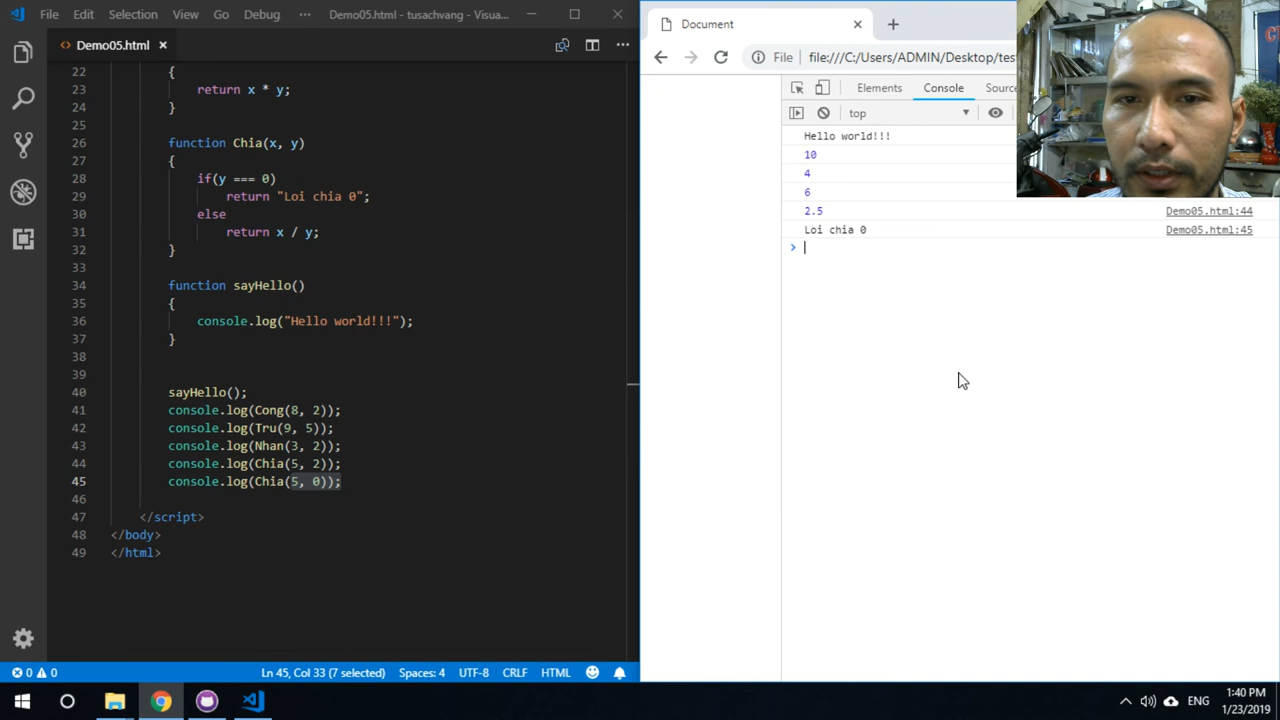 File Edit Selection View Go Debug ··· Demo05.html - tusachvang - Visua...
Demo05.html
22 {
23 return x * y;
24 }
25
26 function Chia(x, y)
27 {
28 if(y === 0)
29 return "Loi chia 0";
30 else
31 return x / y;
32 }
33
34 function sayHello()
35 {
36 console.log("Hello world!!!");
37 }
38
39
40 sayHello();
41 console.log(Cong(8, 2));
42 console.log(Tru(9, 5));
43 console.log(Nhan(3, 2));
44 console.log(Chia(5, 2));
45 console.log(Chia(5, 0));
46
47 </script>
48 </body>
49 </html>
0 0 Ln 45, Col 33 (7 selected) Spaces: 4 UTF-8 CRLF HTML
Document
File file:///C:/Users/ADMIN/Desktop/tes
Elements Console Sourc
top
Hello world!!!
10
4
6
2.5 Demo05.html:44
Loi chia 0 Demo05.html:45
>
ENG 1:40 PM
1/23/2019